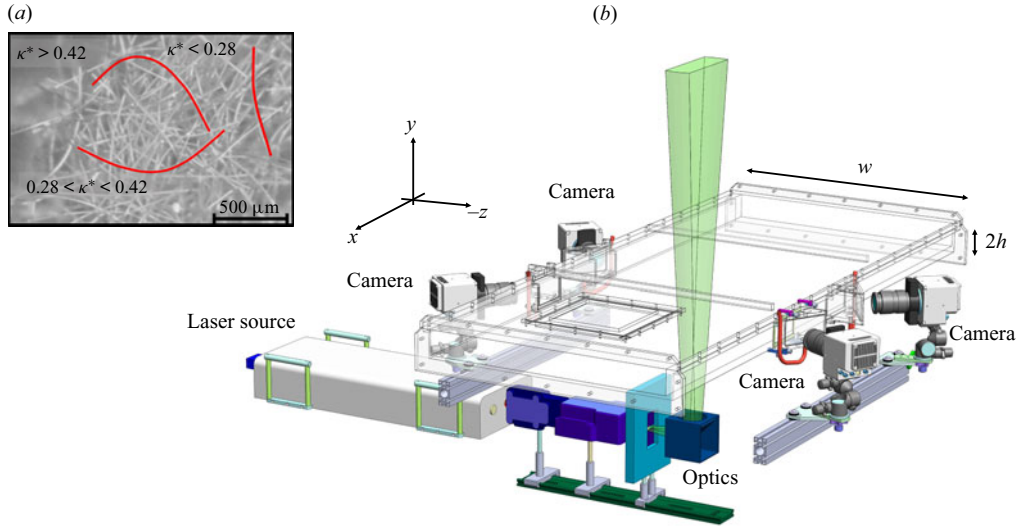 (a)
(b)
κ* > 0.42
κ* < 0.28
0.28 < κ* < 0.42
500 μm
y
x
–z
w
2h
Camera
Camera
Laser source
Camera
Camera
Optics